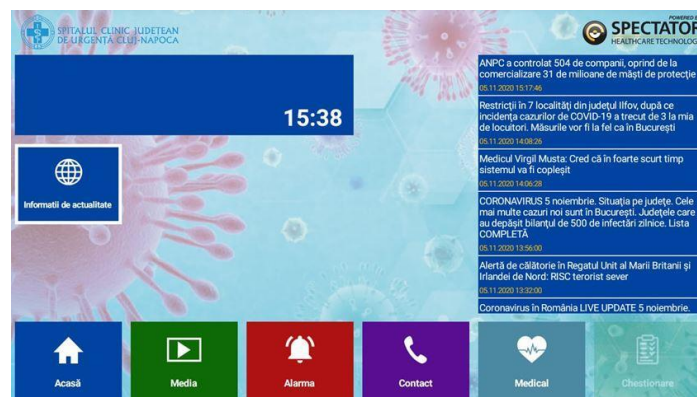 SPITALUL CLINIC JUDEȚEAN
DE URGENȚĂ CLUJ-NAPOCA
POWERED
SPECTATOR
HEALTHCARE TECHNOLOG
15:38
Informatii de actualitate
ANPC a controlat 504 de companii, oprind de la
comercializare 31 de milioane de măști de protecție
05.11.2020 15:17:46
Restricții în 7 localități din județul Ilfov, după ce
incidența cazurilor de COVID-19 a trecut de 3 la mia
de locuitori. Măsurile vor fi la fel ca în București
05.11.2020 14:08:26
Medicul Virgil Musta: Cred că în foarte scurt timp
sistemul va fi copleșit
05.11.2020 14:06:28
CORONAVIRUS 5 noiembrie. Situația pe județe. Cele
mai multe cazuri noi sunt în București. Județele care
au depășit bilanțul de 500 de infectări zilnice. Lista
COMPLETĂ
05.11.2020 13:56:00
Alertă de călătorie în Regatul Unit al Marii Britanii și
Irlandei de Nord: RISC terorist sever
05.11.2020 13:32:00
Coronavirus în România LIVE UPDATE 5 noiembrie.
Acasă
Media
Alarma
Contact
Medical
Chestionare